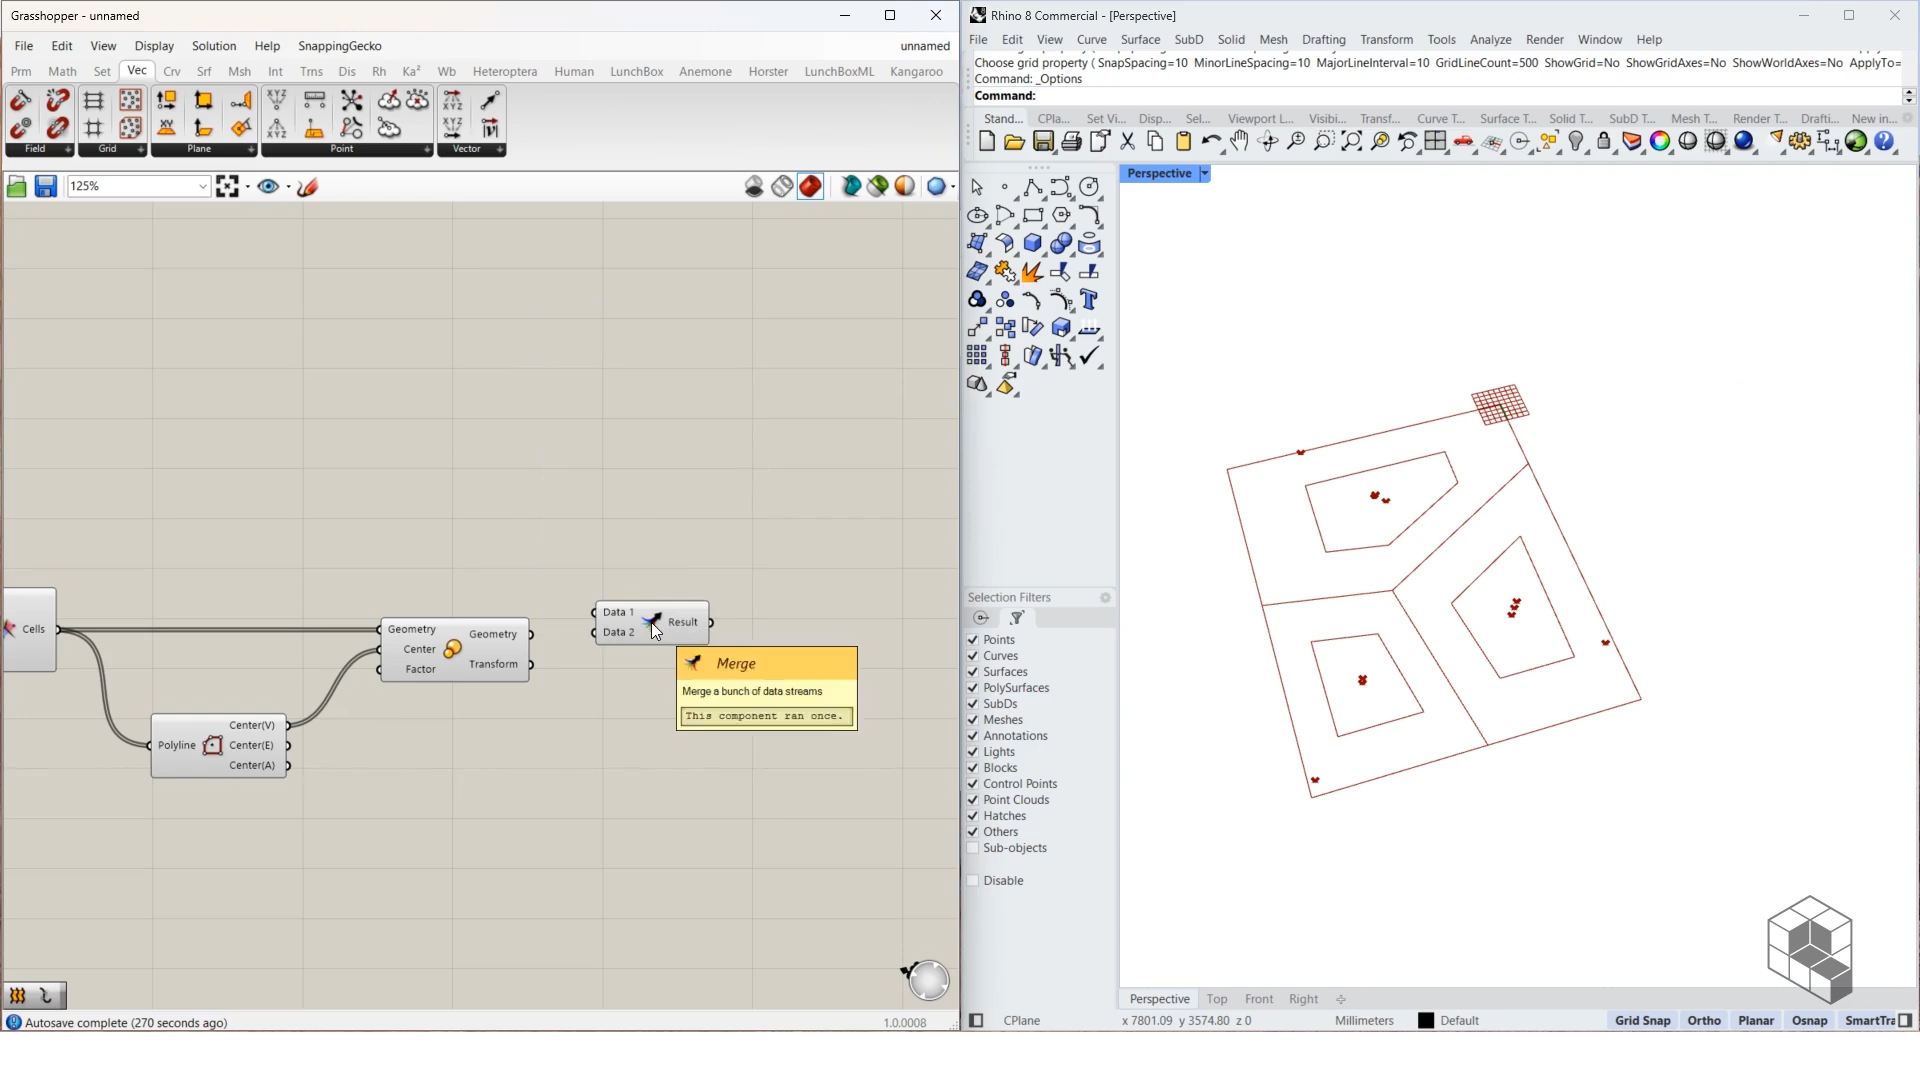 Grasshopper - unnamed
File Edit View Display Solution Help SnappingGecko unnamed
Prm Math Set Vec Crv Srf Msh Int Trns Dis Rh Ka² Wb Heteroptera Human LunchBox Anemone Horster LunchBoxML Kangaroo
Field Grid Plane Point Vector
125%
Cells
Geometry
Center
Factor
Geometry
Transform
Polyline
Center(V)
Center(E)
Center(A)
Data 1
Data 2
Result
Merge
Merge a bunch of data streams
This component ran once.
Autosave complete (270 seconds ago)
1.0.0008
Rhino 8 Commercial - [Perspective]
File Edit View Curve Surface SubD Solid Mesh Drafting Transform Tools Analyze Render Window Help
Choose grid property ( SnapSpacing=10 MinorLineSpacing=10 MajorLineInterval=10 GridLineCount=500 ShowGrid=No ShowGridAxes=No ShowWorldAxes=No ApplyTo=
Command: _Options
Command:
Stand... CPla... Set Vi... Disp... Sel... Viewport L... Visibi... Transf... Curve T... Surface T... Solid T... SubD T... Mesh T... Render T... Drafti... New in...
Perspective
Selection Filters
Points
Curves
Surfaces
PolySurfaces
SubDs
Meshes
Annotations
Lights
Blocks
Control Points
Point Clouds
Hatches
Others
Sub-objects
Disable
Perspective Top Front Right
CPlane x 7801.09 y 3574.80 z 0 Millimeters Default Grid Snap Ortho Planar Osnap SmartTra